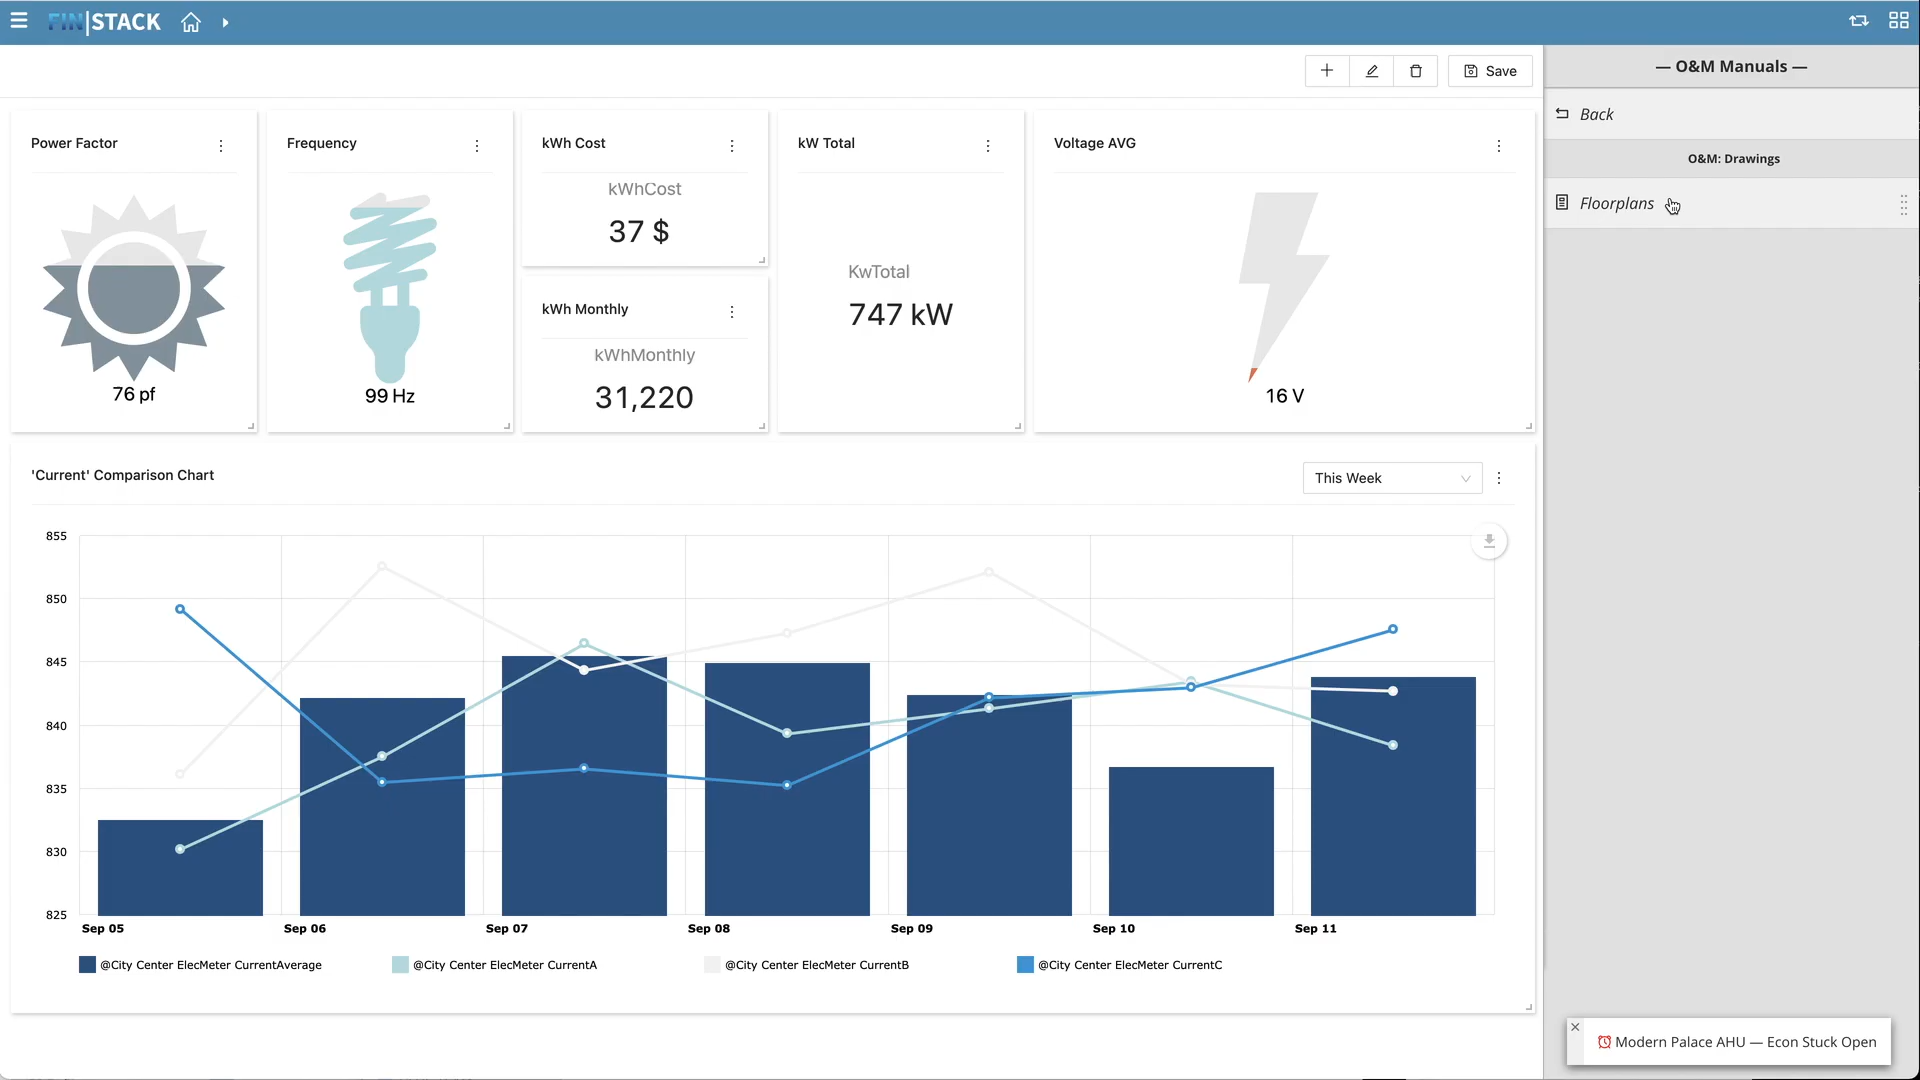 FIN|STACK
Save
— O&M Manuals —
Back
O&M: Drawings
Floorplans
Power Factor
76 pf
Frequency
99 Hz
kWh Cost
kWhCost
37 $
kWh Monthly
kWhMonthly
31,220
kW Total
KwTotal
747 kW
Voltage AVG
16 V
'Current' Comparison Chart
This Week
855
850
845
840
835
830
825
Sep 05 Sep 06 Sep 07 Sep 08 Sep 09 Sep 10 Sep 11
@City Center ElecMeter CurrentAverage @City Center ElecMeter CurrentA @City Center ElecMeter CurrentB @City Center ElecMeter CurrentC
Modern Palace AHU — Econ Stuck Open